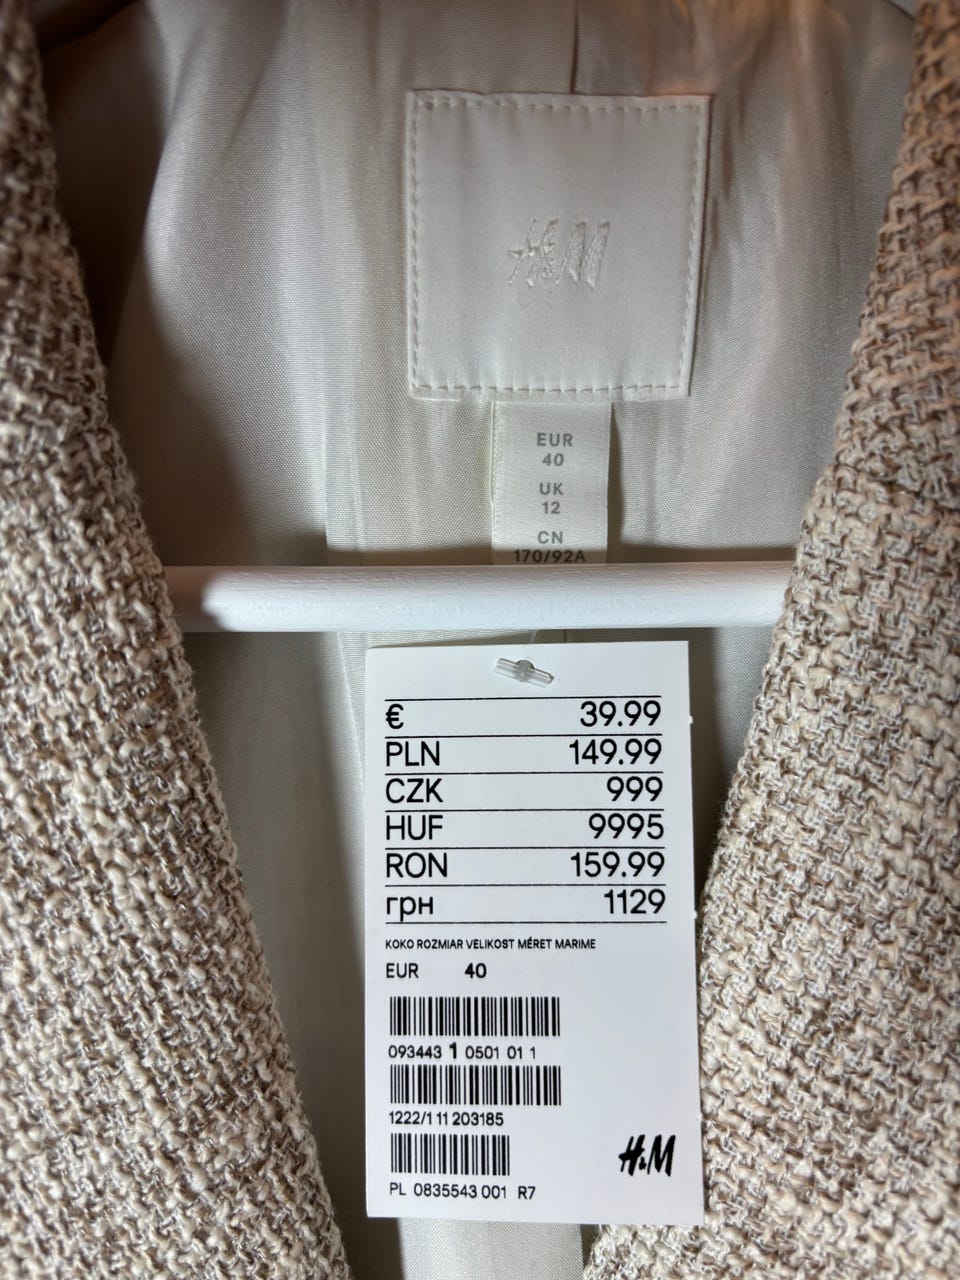 H&M
EUR
40
UK
12
CN
170/92A
€ 39.99
PLN 149.99
CZK 999
HUF 9995
RON 159.99
грн 1129
KOKO ROZMIAR VELIKOST MÉRET MARIME
EUR 40
093443 1 0501 01 1
1222/1 11 203185
H&M
PL 0835543 001 R7